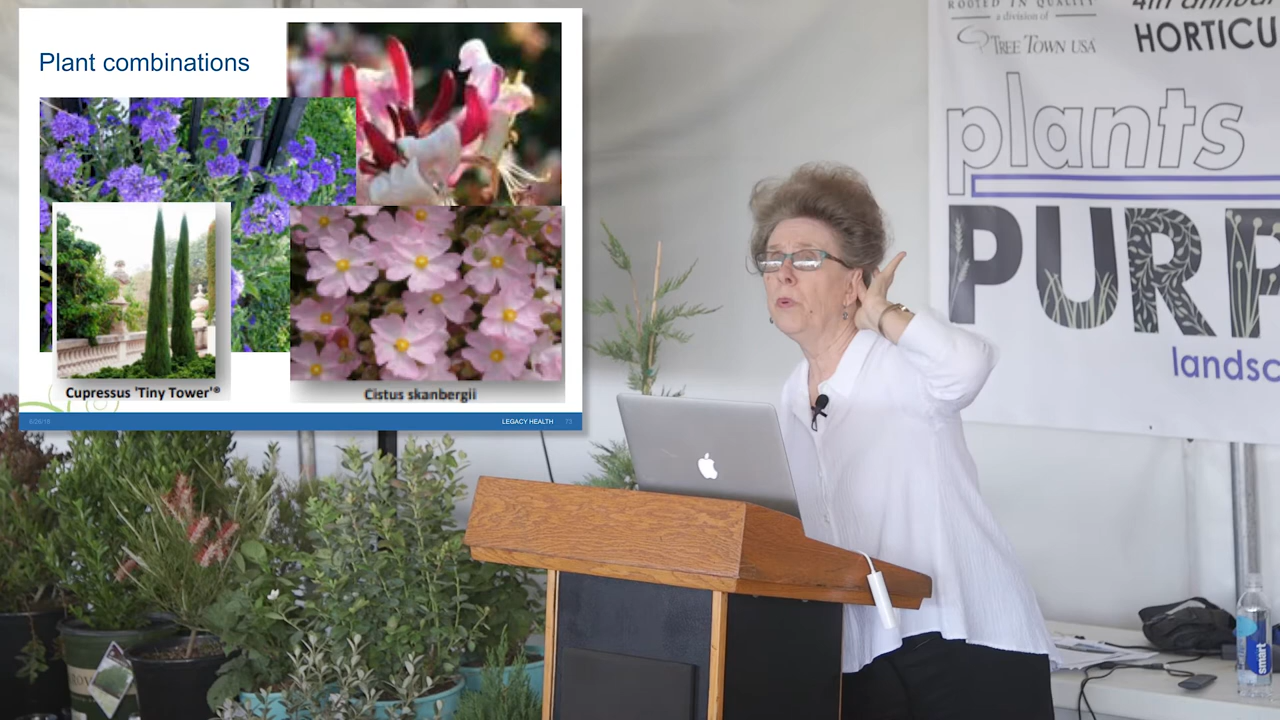 Plant combinations
Cupressus 'Tiny Tower'®
Cistus skanbergii
LEGACY HEALTH
73
ROOTED IN QUALITY
a division of
TREE TOWN USA
4th annual
HORTICU
plants
PURP
landsc
smart